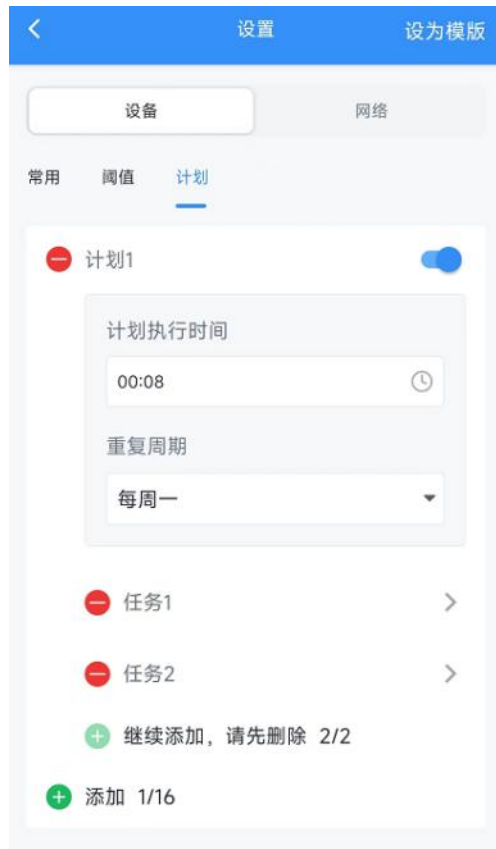 设置 设为模版
设备 网络
常用 阈值 计划
计划1
计划执行时间
00:08
重复周期
每周一
任务1
任务2
继续添加，请先删除 2/2
添加 1/16